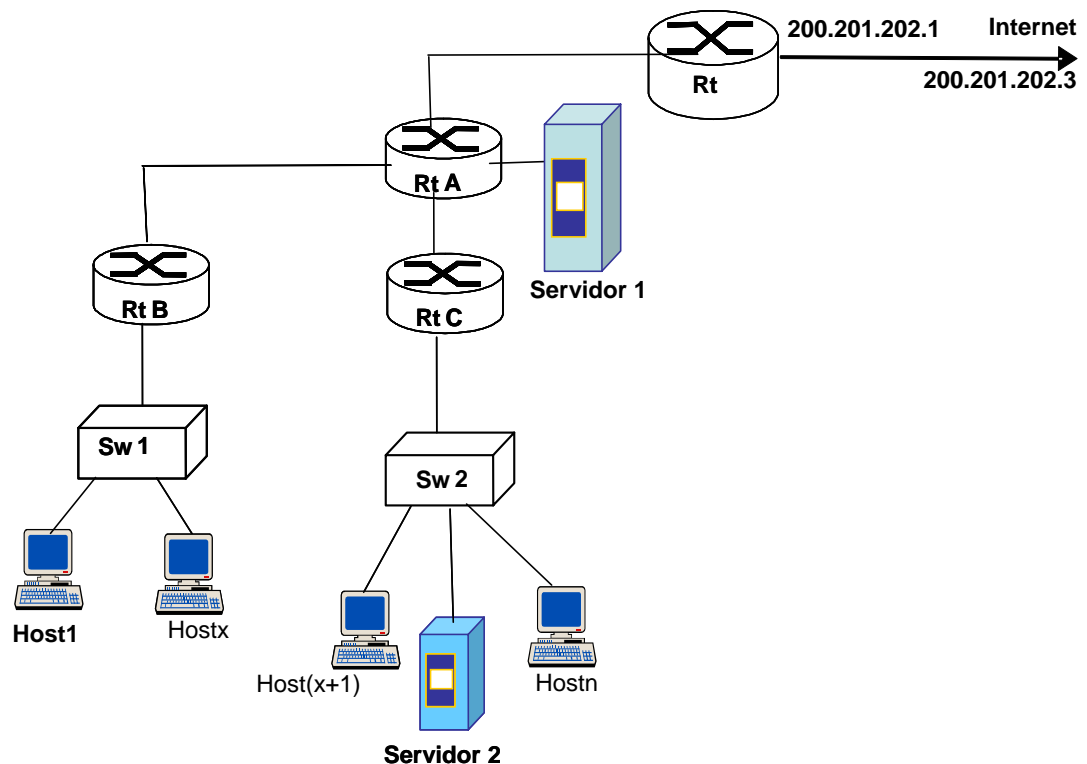 200.201.202.1 Internet
Rt
200.201.202.3
Rt A
Rt B
Rt C
Servidor 1
Sw 1
Sw 2
Host1
Hostx
Host(x+1)
Hostn
Servidor 2